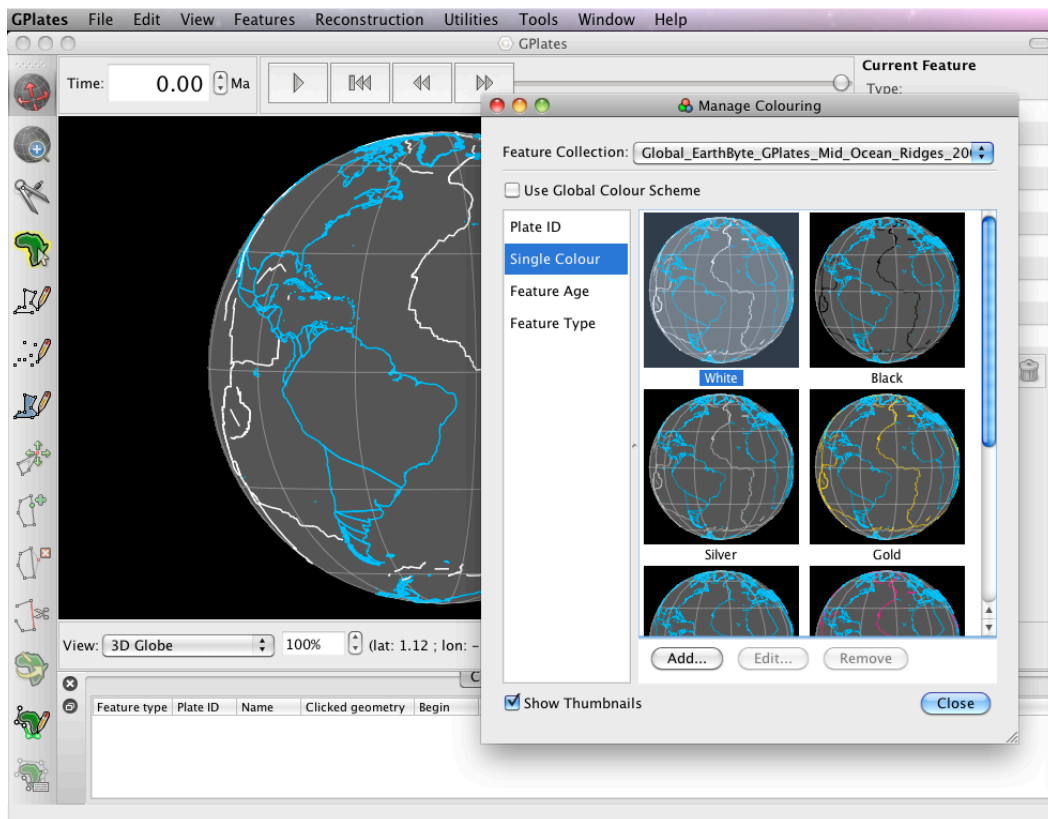 GPlates File Edit View Features Reconstruction Utilities Tools Window Help
GPlates
Time: 0.00 Ma
Current Feature
Type:
Manage Colouring
Feature Collection: Global_EarthByte_GPlates_Mid_Ocean_Ridges_20
Use Global Colour Scheme
Plate ID
Single Colour
Feature Age
Feature Type
White Black
Silver Gold
Add... Edit... Remove
Show Thumbnails Close
View: 3D Globe 100% (lat: 1.12 ; lon: –
Feature type Plate ID Name Clicked geometry Begin